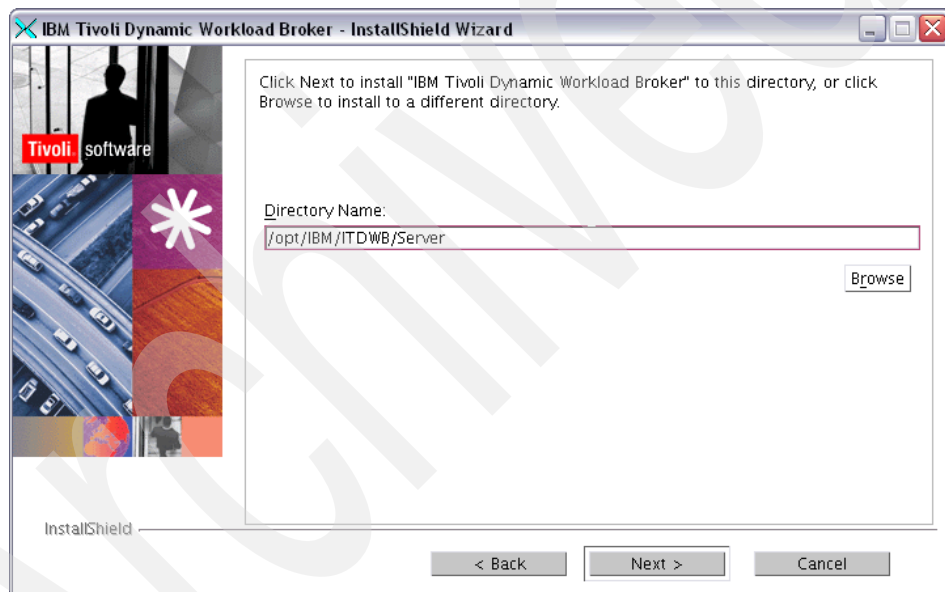 IBM Tivoli Dynamic Workload Broker - InstallShield Wizard
Click Next to install "IBM Tivoli Dynamic Workload Broker" to this directory, or click
Browse to install to a different directory.
Tivoli. software
Directory Name:
/opt/IBM/ITDWB/Server
Browse
InstallShield
< Back
Next >
Cancel